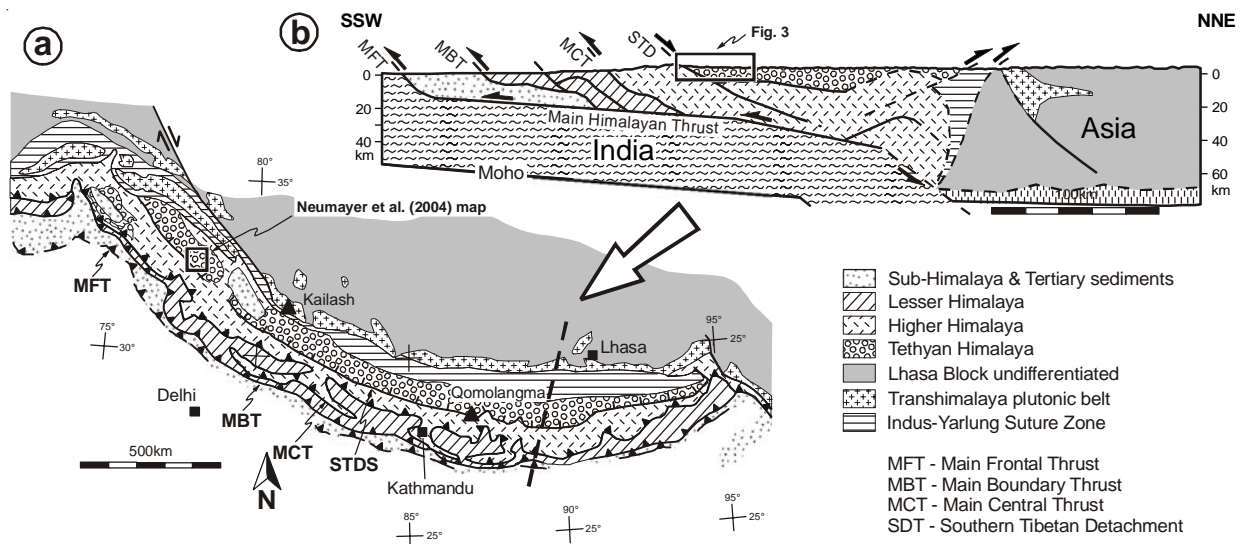 a
b
SSW
NNE
MFT
MBT
MCT
STD
Fig. 3
0
20
40
km
0
20
40
60
km
Main Himalayan Thrust
India
Asia
Moho
80°
35°
Neumayer et al. (2004) map
MFT
Kailash
75°
30°
95°
25°
Lhasa
Delhi
Qomolangma
MBT
500km
MCT
STDS
N
Kathmandu
85°
25°
90°
25°
95°
25°
Sub-Himalaya & Tertiary sediments
Lesser Himalaya
Higher Himalaya
Tethyan Himalaya
Lhasa Block undifferentiated
Transhimalaya plutonic belt
Indus-Yarlung Suture Zone
MFT - Main Frontal Thrust
MBT - Main Boundary Thrust
MCT - Main Central Thrust
SDT - Southern Tibetan Detachment